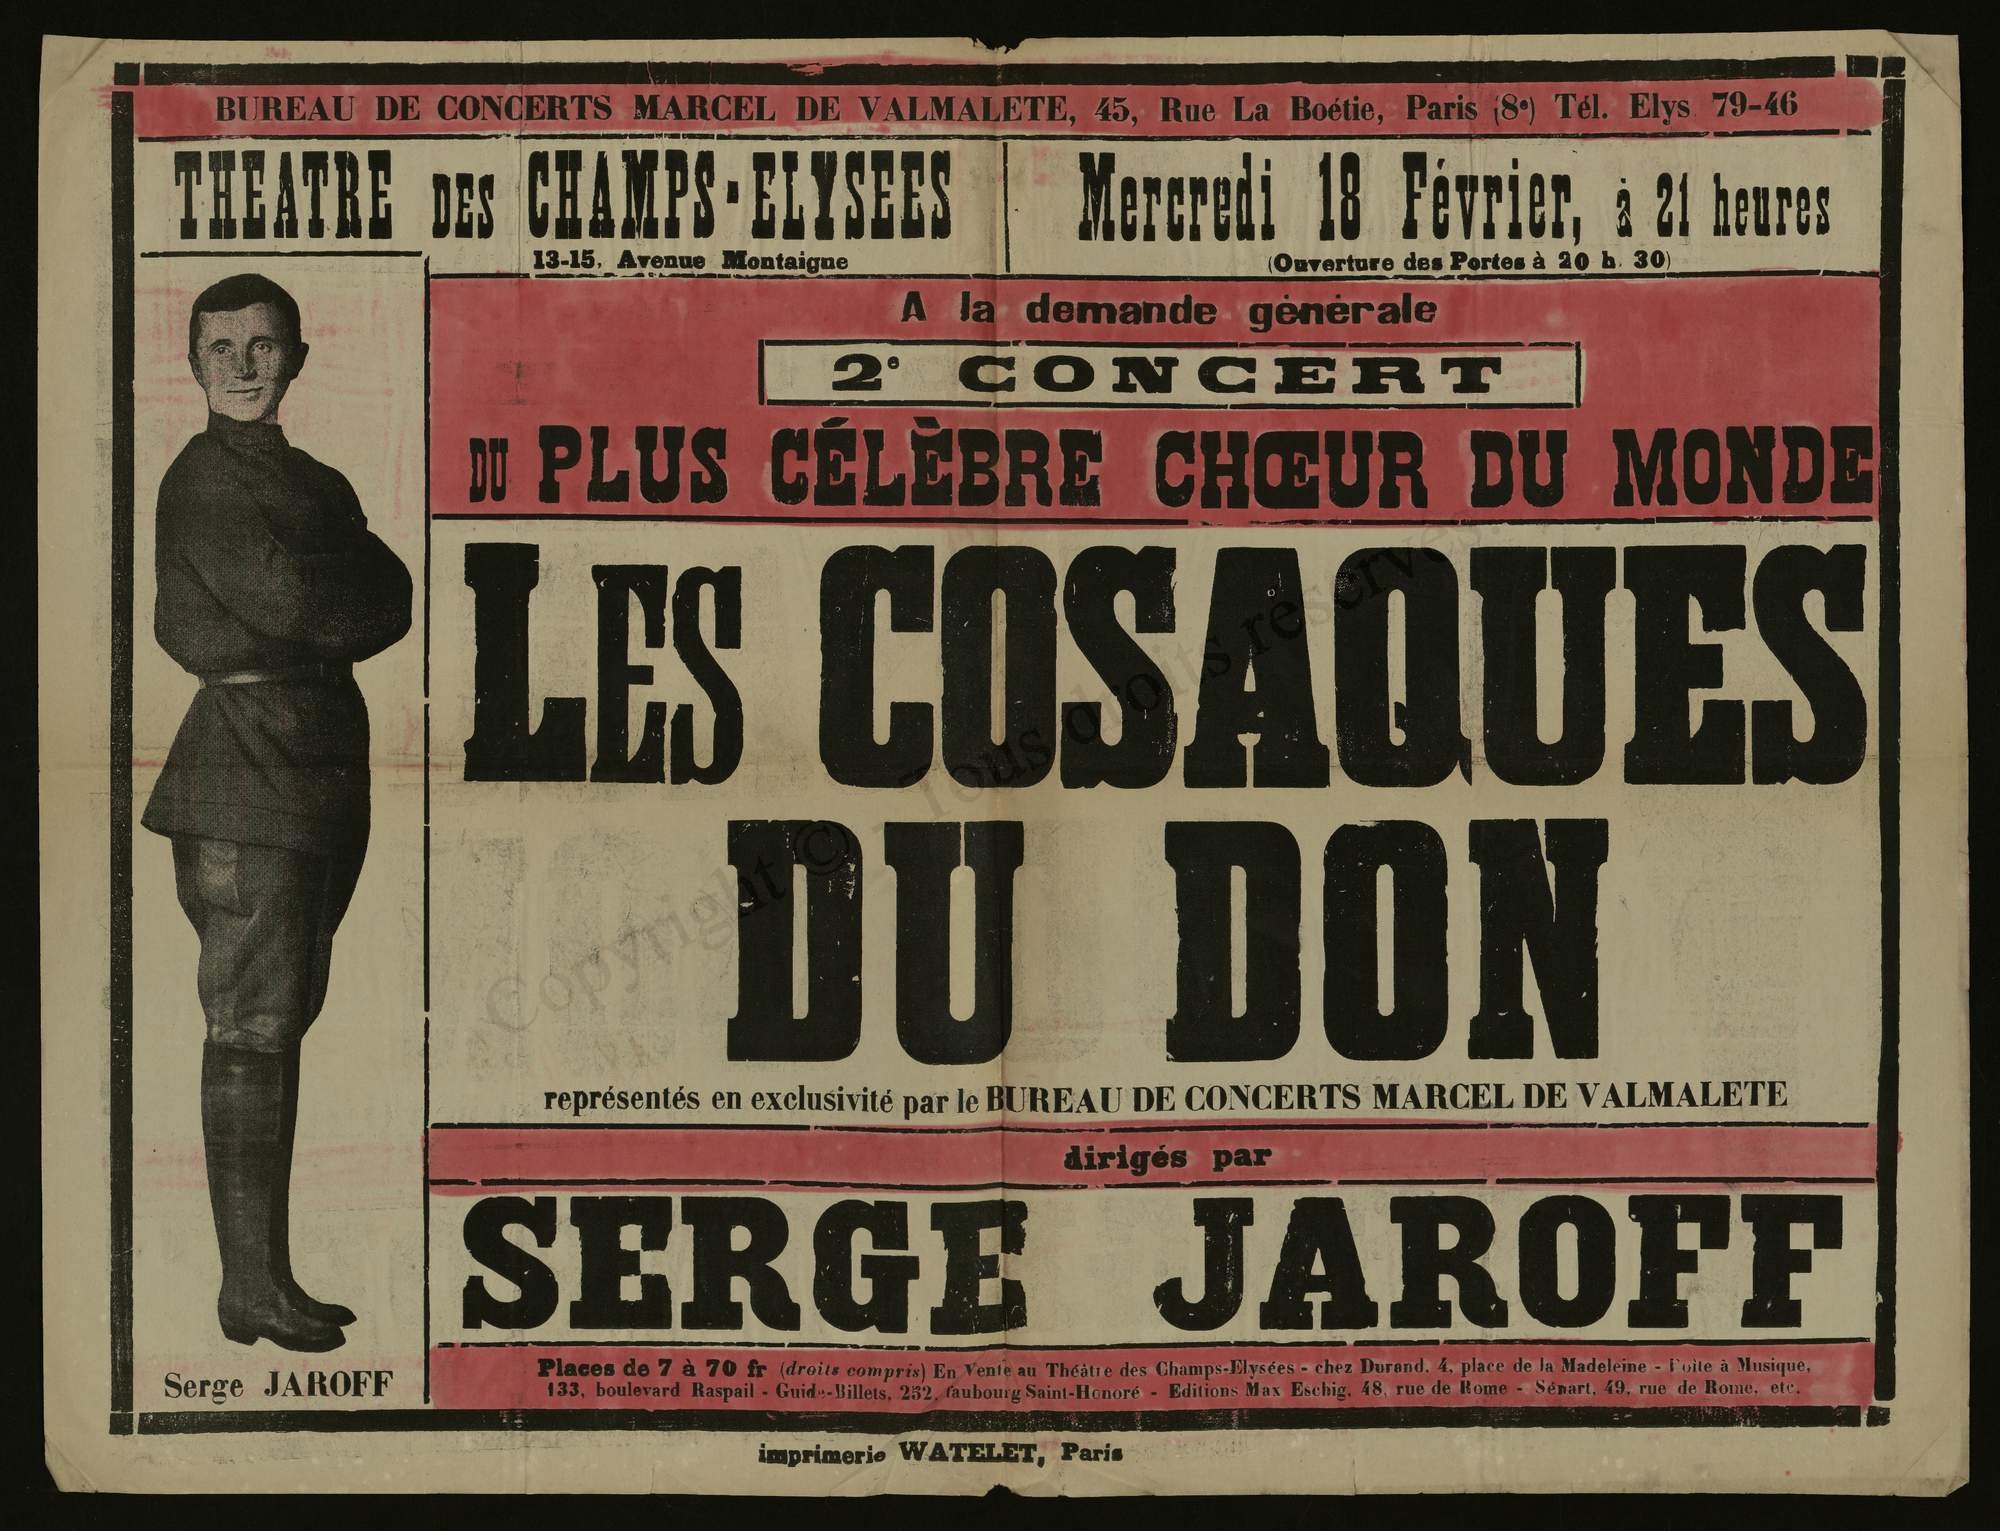 BUREAU DE CONCERTS MARCEL DE VALMALETE, 45, Rue La Boétie, Paris (8e) Tél. Elys 79-46
THEATRE DES CHAMPS-ELYSEES
13-15, Avenue Montaigne
Mercredi 18 Février, à 21 heures
(Ouverture des Portes à 20 h. 30)
A la demande générale
2e CONCERT
DU PLUS CÉLÈBRE CHŒUR DU MONDE
LES COSAQUES
DU DON
représentés en exclusivité par le BUREAU DE CONCERTS MARCEL DE VALMALETE
dirigés par
SERGE JAROFF
Serge JAROFF
Places de 7 à 70 fr (droits compris) En Vente au Théâtre des Champs-Elysées - chez Durand, 4, place de la Madeleine - Boîte à Musique,
133, boulevard Raspail - Guide-Billets, 252, faubourg Saint-Honoré - Editions Max Eschig, 48, rue de Rome - Sénart, 49, rue de Rome, etc.
imprimerie WATELET, Paris
Copyright © - Tous droits réservés.